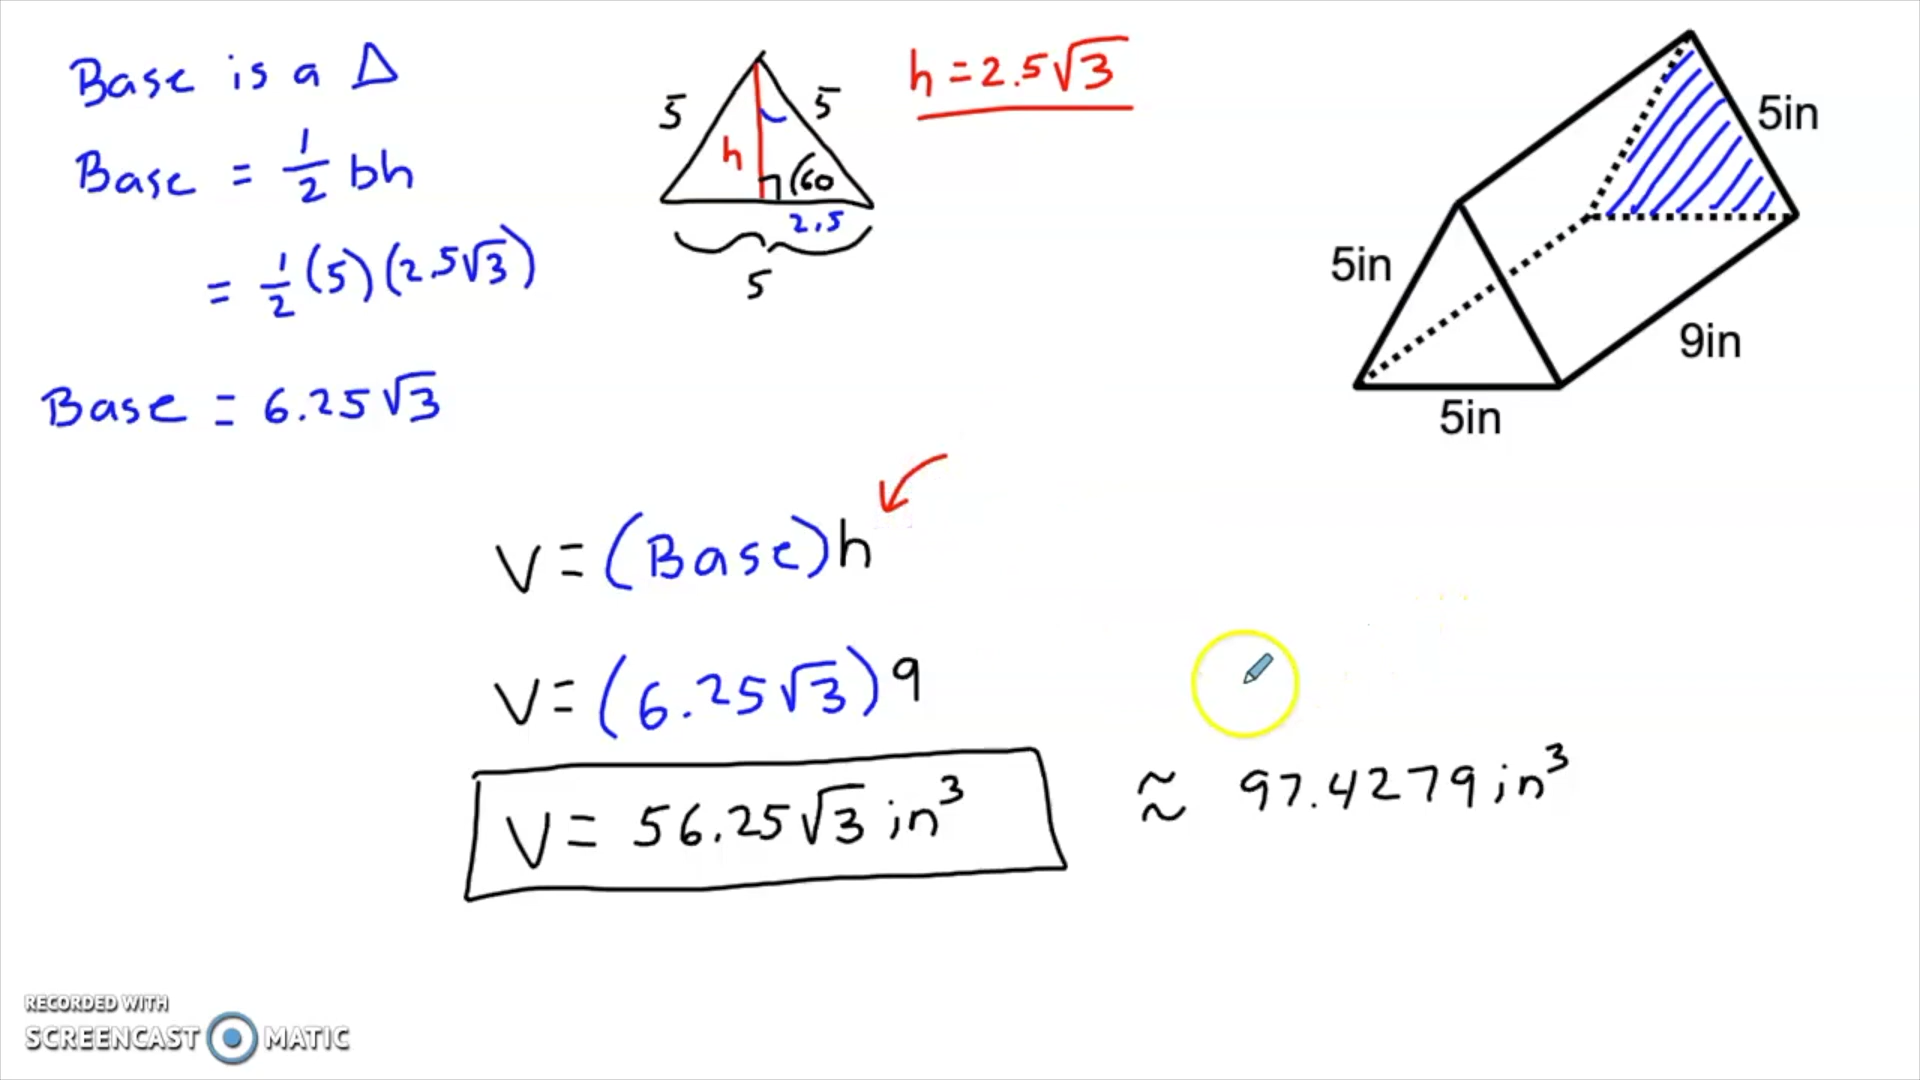 Base is a Δ
Base = 1/2 bh
= 1/2 (5)(2.5√3)
Base = 6.25√3
5
5
h
(60
2.5
5
h = 2.5√3
5in
5in
9in
5in
V = (Base)h
V = (6.25√3)9
V = 56.25√3 in³
≈ 97.4279 in³
RECORDED WITH
SCREENCAST MATIC